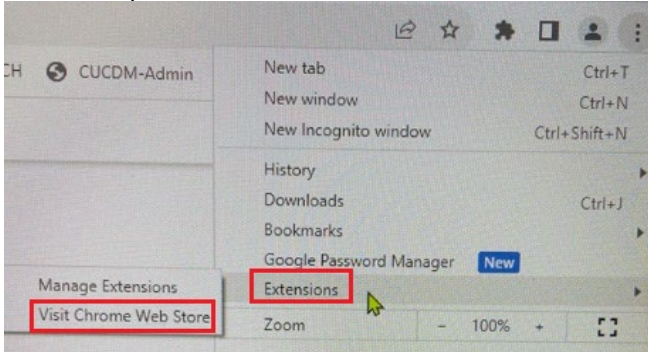 CH CUCDM-Admin
New tab Ctrl+T
New window Ctrl+N
New Incognito window Ctrl+Shift+N
History
Downloads Ctrl+J
Bookmarks
Google Password Manager New
Extensions
Manage Extensions
Visit Chrome Web Store
Zoom - 100% +